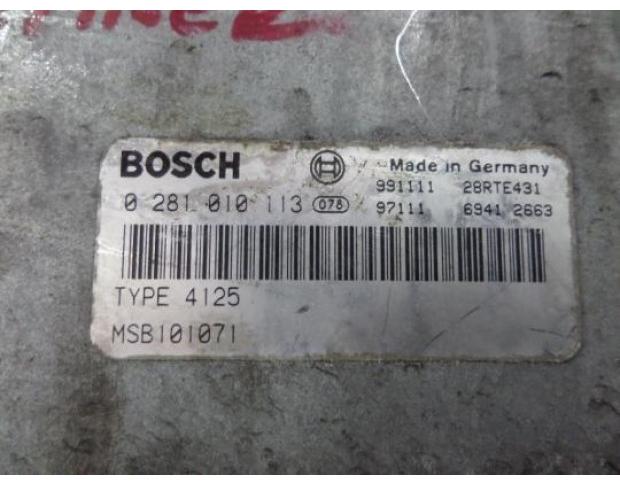 BOSCH Made in Germany
991111 28RTE431
0 281 010 113 078 97111 6941 2663
TYPE 4125
MSB101071